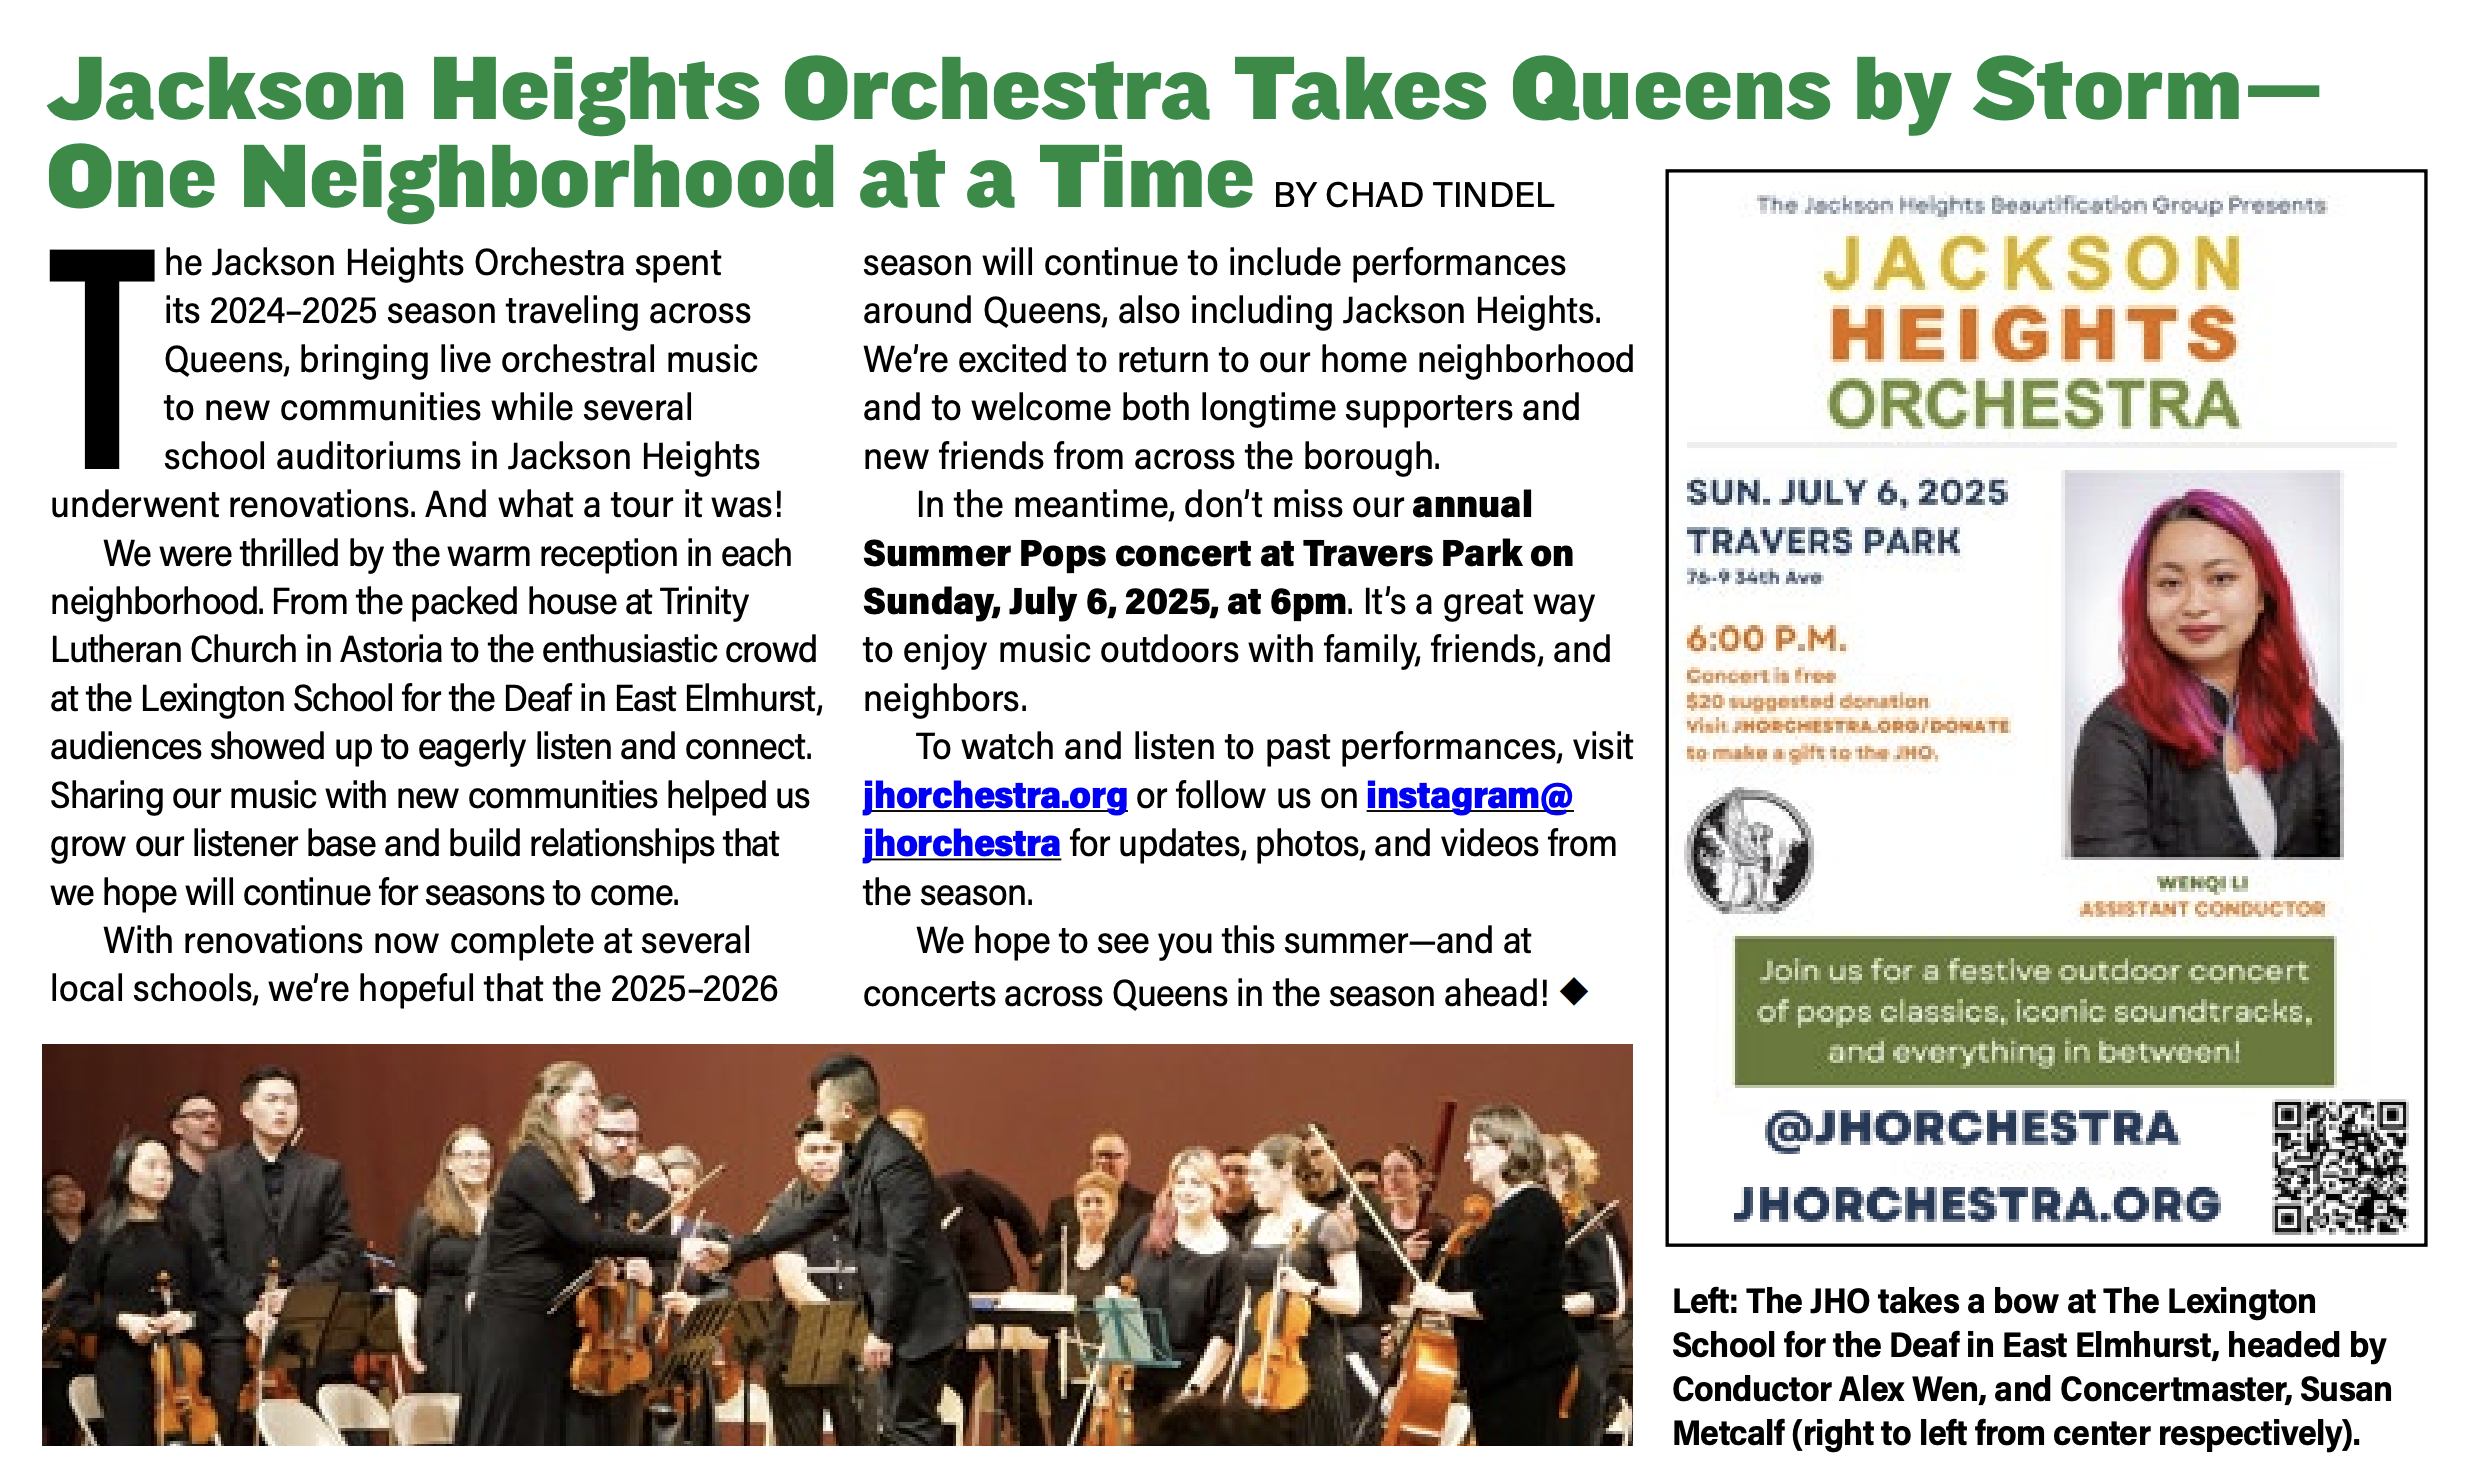 Jackson Heights Orchestra Takes Queens by Storm—
One Neighborhood at a Time BY CHAD TINDEL
The Jackson Heights Orchestra spent
its 2024–2025 season traveling across
Queens, bringing live orchestral music
to new communities while several
school auditoriums in Jackson Heights
underwent renovations. And what a tour it was!
We were thrilled by the warm reception in each
neighborhood. From the packed house at Trinity
Lutheran Church in Astoria to the enthusiastic crowd
at the Lexington School for the Deaf in East Elmhurst,
audiences showed up to eagerly listen and connect.
Sharing our music with new communities helped us
grow our listener base and build relationships that
we hope will continue for seasons to come.
With renovations now complete at several
local schools, we're hopeful that the 2025–2026
season will continue to include performances
around Queens, also including Jackson Heights.
We're excited to return to our home neighborhood
and to welcome both longtime supporters and
new friends from across the borough.
In the meantime, don't miss our annual
Summer Pops concert at Travers Park on
Sunday, July 6, 2025, at 6pm. It's a great way
to enjoy music outdoors with family, friends, and
neighbors.
To watch and listen to past performances, visit
jhorchestra.org or follow us on instagram@
jhorchestra for updates, photos, and videos from
the season.
We hope to see you this summer—and at
concerts across Queens in the season ahead! ◆
The Jackson Heights Beautification Group Presents
JACKSON
HEIGHTS
ORCHESTRA
SUN. JULY 6, 2025
TRAVERS PARK
76-9 34th Ave
6:00 P.M.
Concert is free
$20 suggested donation
Visit JHORCHESTRA.ORG/DONATE
to make a gift to the JHO.
WENQI LI
ASSISTANT CONDUCTOR
Join us for a festive outdoor concert
of pops classics, iconic soundtracks,
and everything in between!
@JHORCHESTRA
JHORCHESTRA.ORG
Left: The JHO takes a bow at The Lexington
School for the Deaf in East Elmhurst, headed by
Conductor Alex Wen, and Concertmaster, Susan
Metcalf (right to left from center respectively).